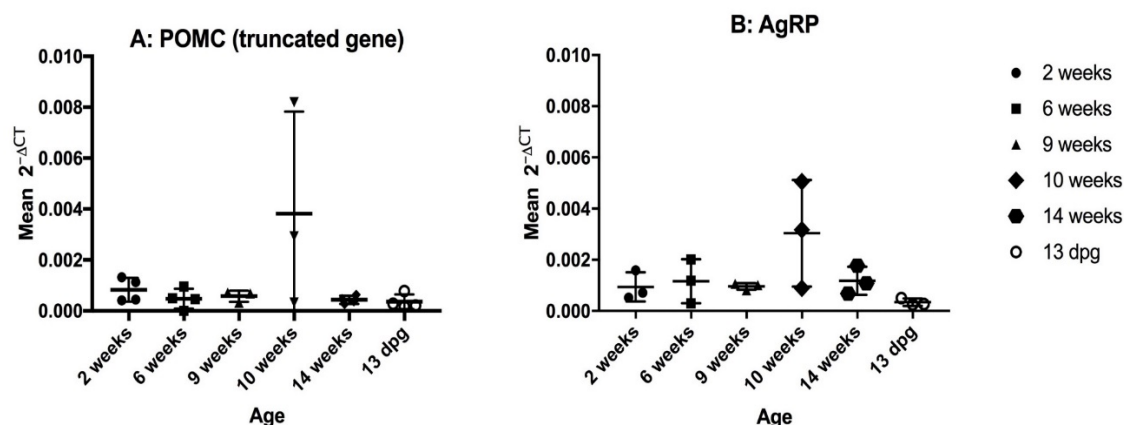 A: POMC (truncated gene)
Mean 2^−ΔCT
0.010
0.008
0.006
0.004
0.002
0.000
2 weeks
6 weeks
9 weeks
10 weeks
14 weeks
13 dpg
Age
B: AgRP
Mean 2^−ΔCT
0.010
0.008
0.006
0.004
0.002
0.000
2 weeks
6 weeks
9 weeks
10 weeks
14 weeks
13 dpg
Age
2 weeks
6 weeks
9 weeks
10 weeks
14 weeks
13 dpg